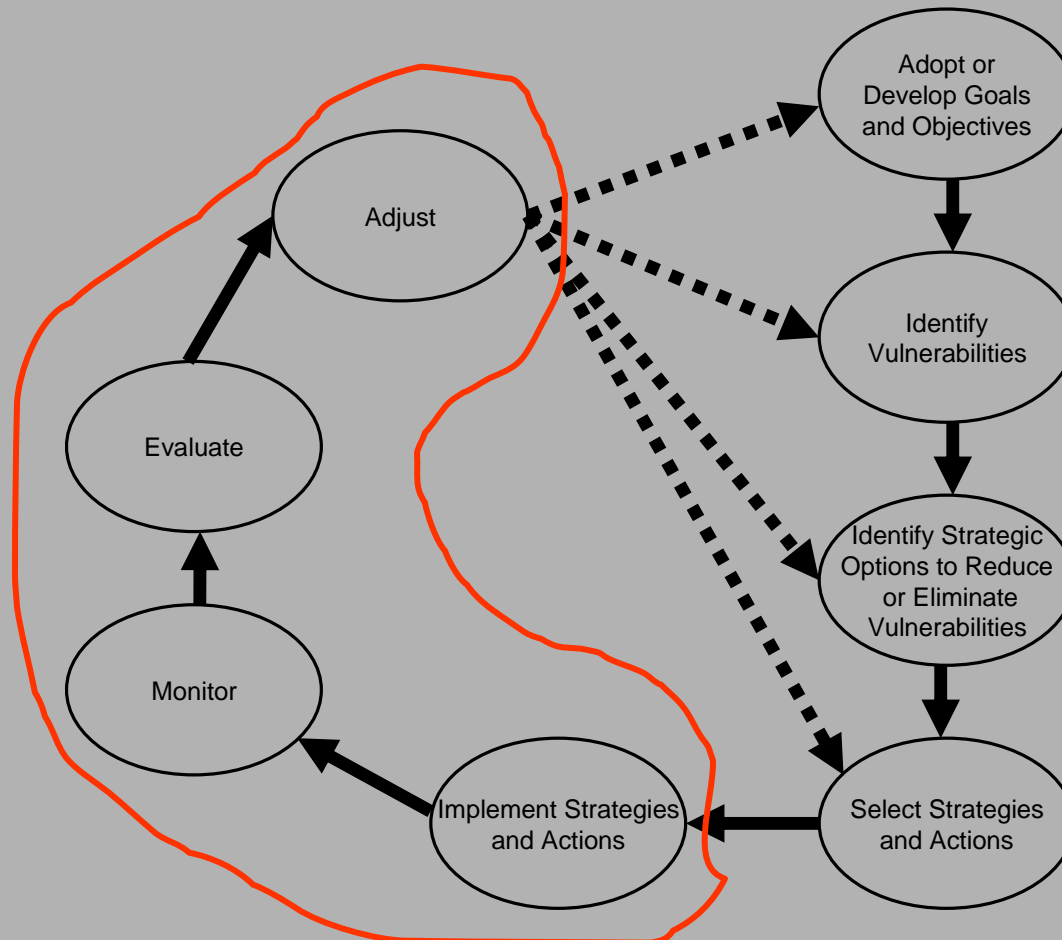 Adopt or
Develop Goals
and Objectives
Adjust
Identify
Vulnerabilities
Evaluate
Identify Strategic
Options to Reduce
or Eliminate
Vulnerabilities
Monitor
Implement Strategies
and Actions
Select Strategies
and Actions